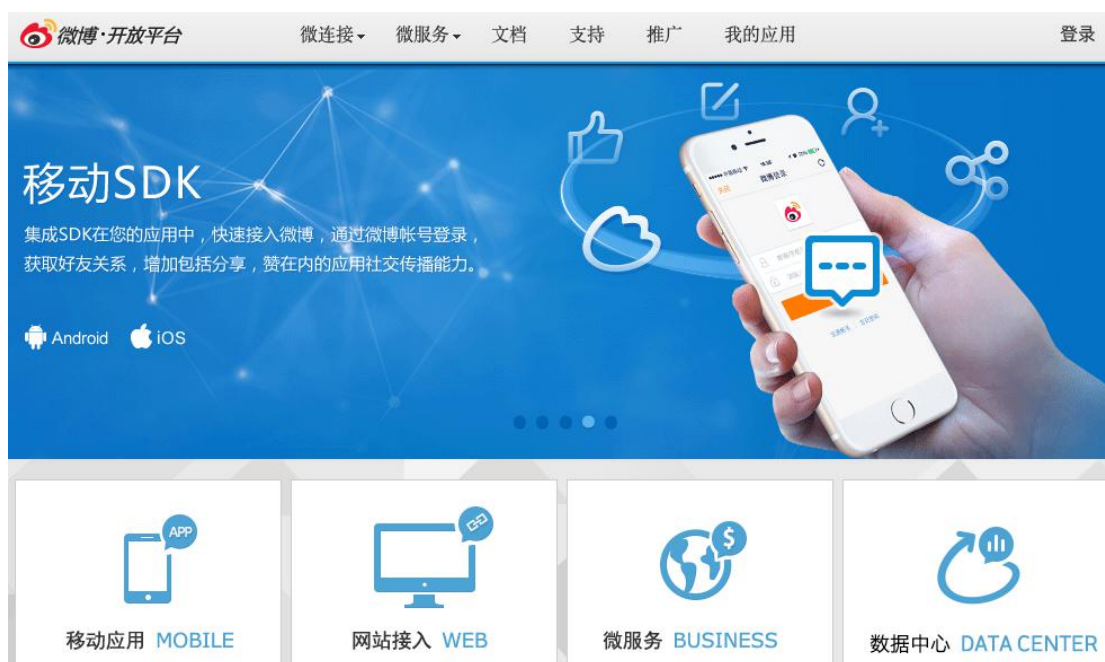 微博·开放平台
微连接 微服务 文档 支持 推广 我的应用 登录
移动SDK
集成SDK在您的应用中，快速接入微博，通过微博帐号登录，
获取好友关系，增加包括分享，赞在内的应用社交传播能力。
Android iOS
微博登录
APP
$
移动应用 MOBILE
网站接入 WEB
微服务 BUSINESS
数据中心 DATA CENTER